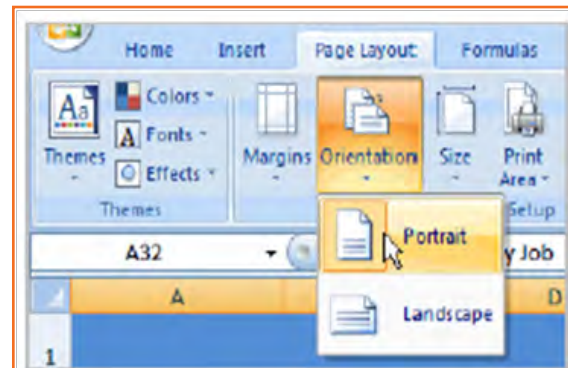 Home Insert Page Layout Formulas
Aa Colors
A Fonts
Themes Effects Margins Orientation Size Print Area
Themes Setup
A32 Portrait y Job
A D
Landscape
1